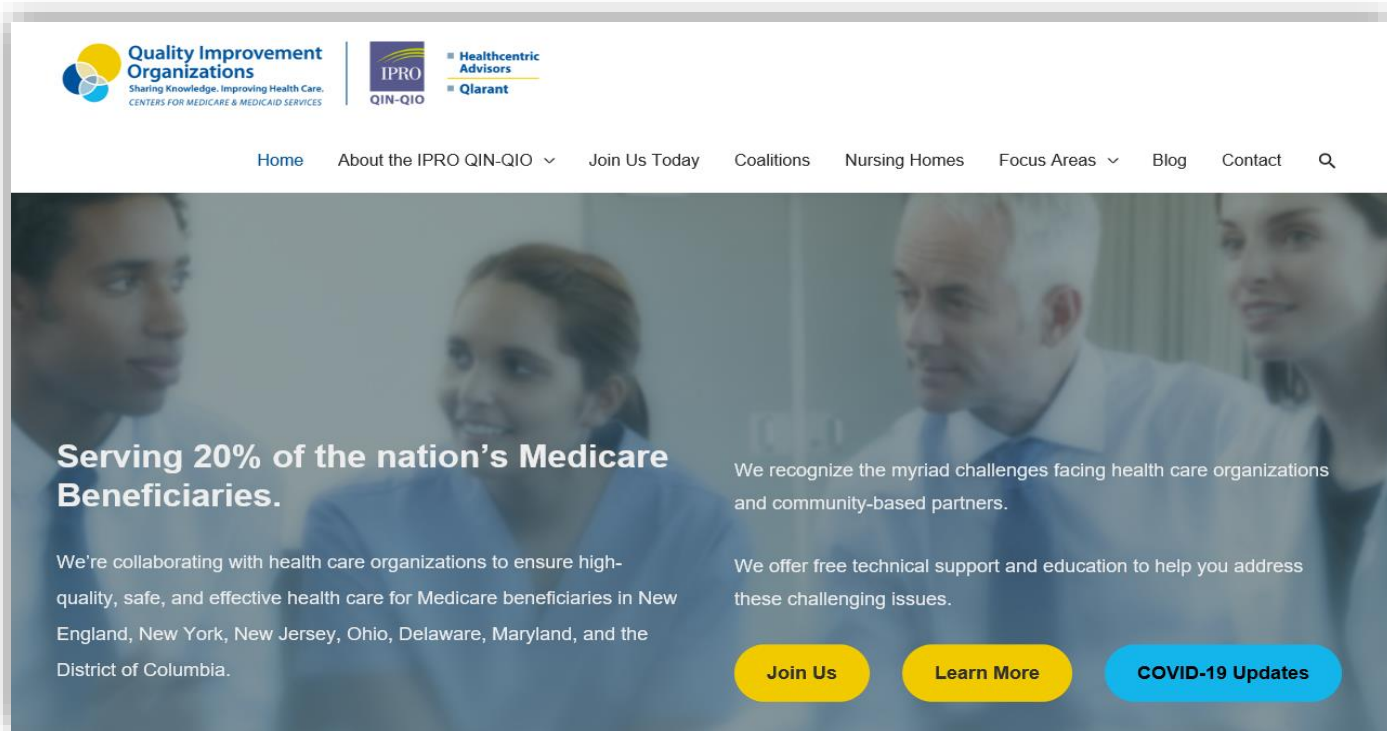 Quality Improvement
Organizations
Sharing Knowledge. Improving Health Care.
CENTERS FOR MEDICARE & MEDICAID SERVICES
IPRO
QIN-QIO
Healthcentric
Advisors
Qlarant
Home About the IPRO QIN-QIO Join Us Today Coalitions Nursing Homes Focus Areas Blog Contact
Serving 20% of the nation’s Medicare
Beneficiaries.
We’re collaborating with health care organizations to ensure high-
quality, safe, and effective health care for Medicare beneficiaries in New
England, New York, New Jersey, Ohio, Delaware, Maryland, and the
District of Columbia.
We recognize the myriad challenges facing health care organizations
and community-based partners.
We offer free technical support and education to help you address
these challenging issues.
Join Us Learn More COVID-19 Updates